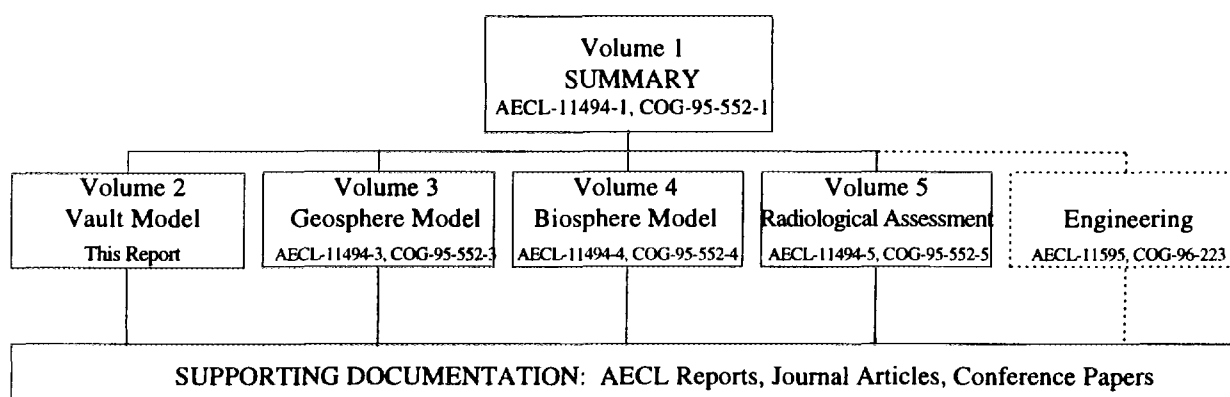 Volume 1
SUMMARY
AECL-11494-1, COG-95-552-1
Volume 2
Vault Model
This Report
Volume 3
Geosphere Model
AECL-11494-3, COG-95-552-3
Volume 4
Biosphere Model
AECL-11494-4, COG-95-552-4
Volume 5
Radiological Assessment
AECL-11494-5, COG-95-552-5
Engineering
AECL-11595, COG-96-223
SUPPORTING DOCUMENTATION: AECL Reports, Journal Articles, Conference Papers